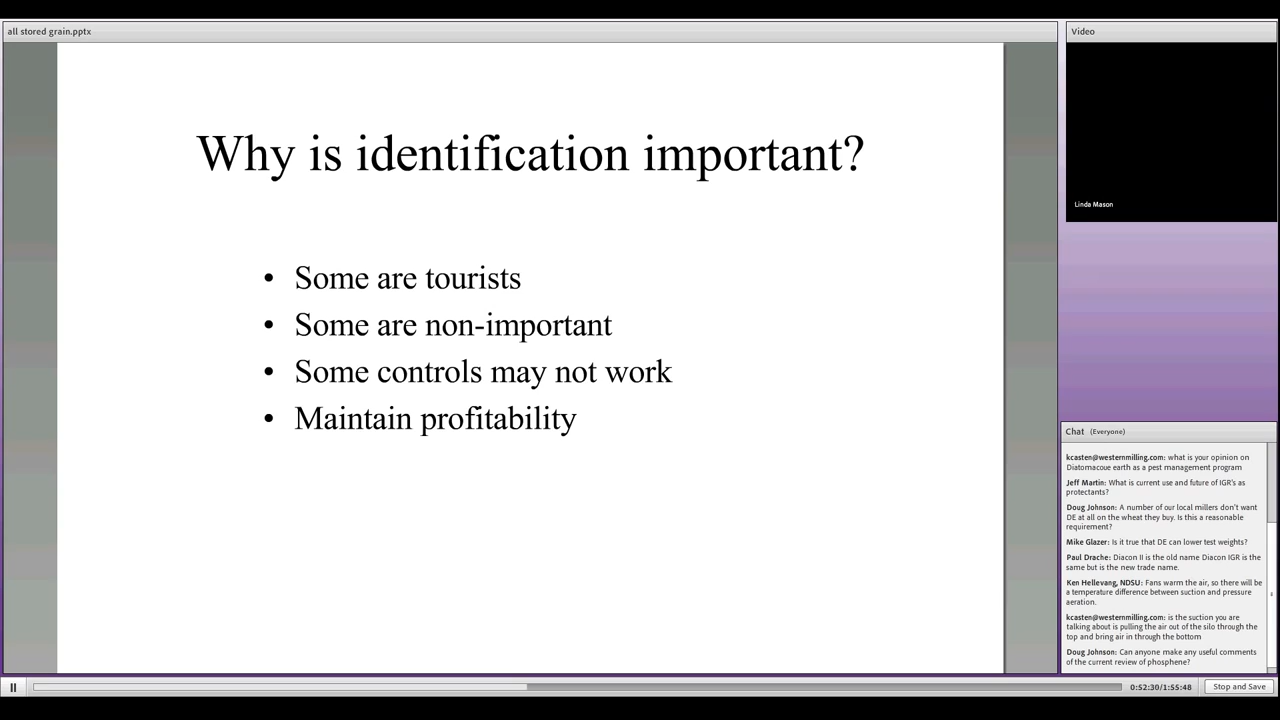 all stored grain.pptx
Video
Why is identification important?
• Some are tourists
• Some are non-important
• Some controls may not work
• Maintain profitability
Linda Mason
Chat (Everyone)
kcasten@westernmilling.com: what is your opinion on
Diatomacoue earth as a pest management program
Jeff Martin: What is current use and future of IGR's as
protectants?
Doug Johnson: A number of our local millers don't want
DE at all on the wheat they buy. Is this a reasonable
requirement?
Mike Glazer: Is it true that DE can lower test weights?
Paul Drache: Diacon II is the old name Diacon IGR is the
same but is the new trade name.
Ken Hellevang, NDSU: Fans warm the air, so there will be
a temperature difference between suction and pressure
aeration.
kcasten@westernmilling.com: is the suction you are
talking about is pulling the air out of the silo through the
top and bring air in through the bottom
Doug Johnson: Can anyone make any useful comments
of the current review of phosphene?
0:52:30/1:55:48
Stop and Save